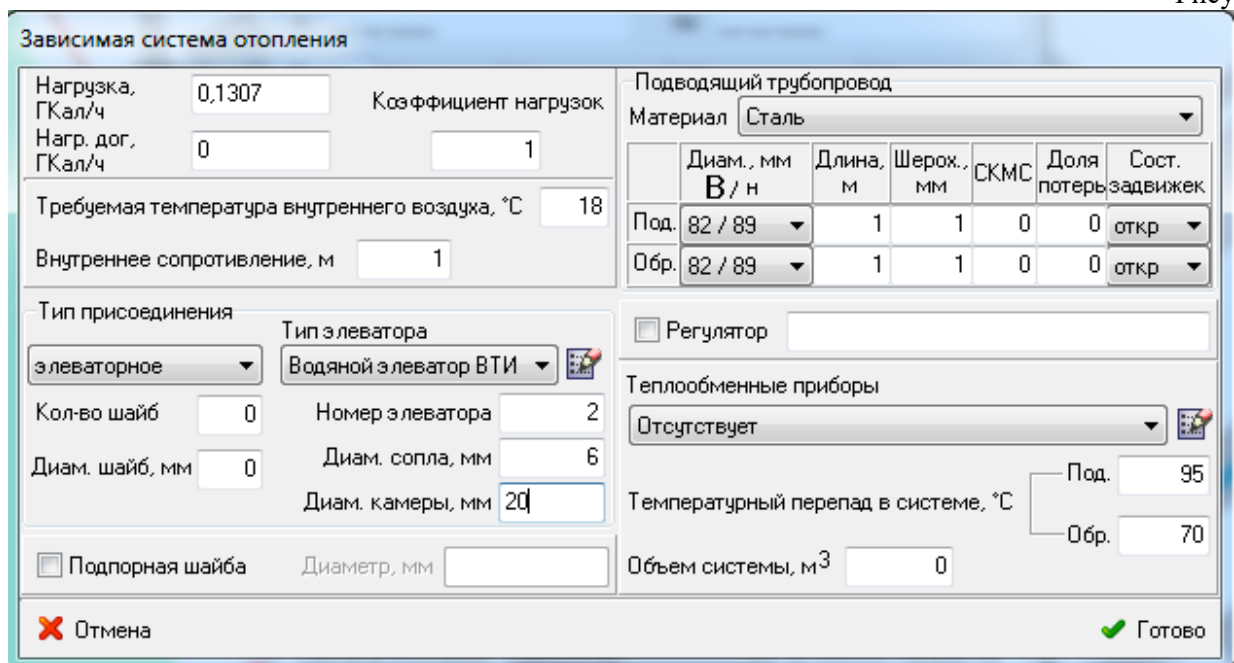 Зависимая система отопления
Нагрузка, ГКал/ч 0,1307
Коэффициент нагрузок
Нагр. дог, ГКал/ч 0
1
Требуемая температура внутреннего воздуха, °C 18
Внутреннее сопротивление, м 1
Тип присоединения
Тип элеватора
элеваторное
Водяной элеватор ВТИ
Кол-во шайб 0
Номер элеватора 2
Диам. шайб, мм 0
Диам. сопла, мм 6
Диам. камеры, мм 20
Подпорная шайба
Диаметр, мм
Подводящий трубопровод
Материал Сталь
Диам., мм В / н Длина, м Шерох., мм СКМС Доля потерь Сост. задвижек
Под. 82 / 89 1 1 0 0 откр
Обр. 82 / 89 1 1 0 0 откр
Регулятор
Теплообменные приборы
Отсутствует
Температурный перепад в системе, °C
Под. 95
Обр. 70
Объем системы, м3 0
Отмена
Готово